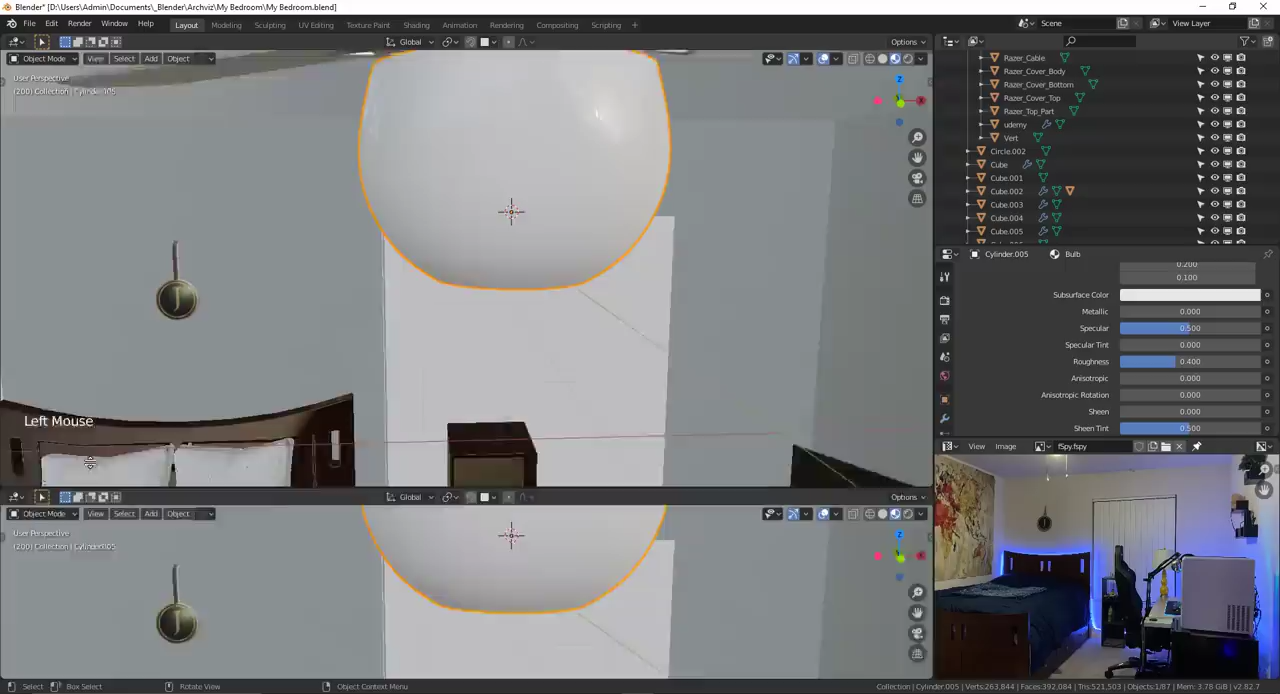 Blender* [D:\Users\Admin\Documents\_Blender\Archviz\My Bedroom\My Bedroom.blend]
File Edit Render Window Help Layout Modeling Sculpting UV Editing Texture Paint Shading Animation Rendering Compositing Scripting + Scene View Layer
Global Options
Object Mode View Select Add Object
User Perspective
(200) Collection | Cylinder.005
Razer_Cable
Razer_Cover_Body
Razer_Cover_Bottom
Razer_Cover_Top
Razer_Top_Part
udemy
Vert
Circle.002
Cube
Cube.001
Cube.002
Cube.003
Cube.004
Cube.005
Cylinder.005 Bulb
0.200
0.100
Subsurface Color
Metallic 0.000
Specular 0.500
Specular Tint 0.000
Roughness 0.400
Anisotropic 0.000
Anisotropic Rotation 0.000
Sheen 0.000
Sheen Tint 0.500
Left Mouse
J
View Image fSpy.fspy
Global Options
Object Mode View Select Add Object
User Perspective
(200) Collection | Cylinder.005
J
Select Box Select Rotate View Object Context Menu
Collection | Cylinder.005 | Verts:263,844 | Faces:392,084 | Tris:521,503 | Objects:1/87 | Mem: 3.78 GiB | v2.82.7